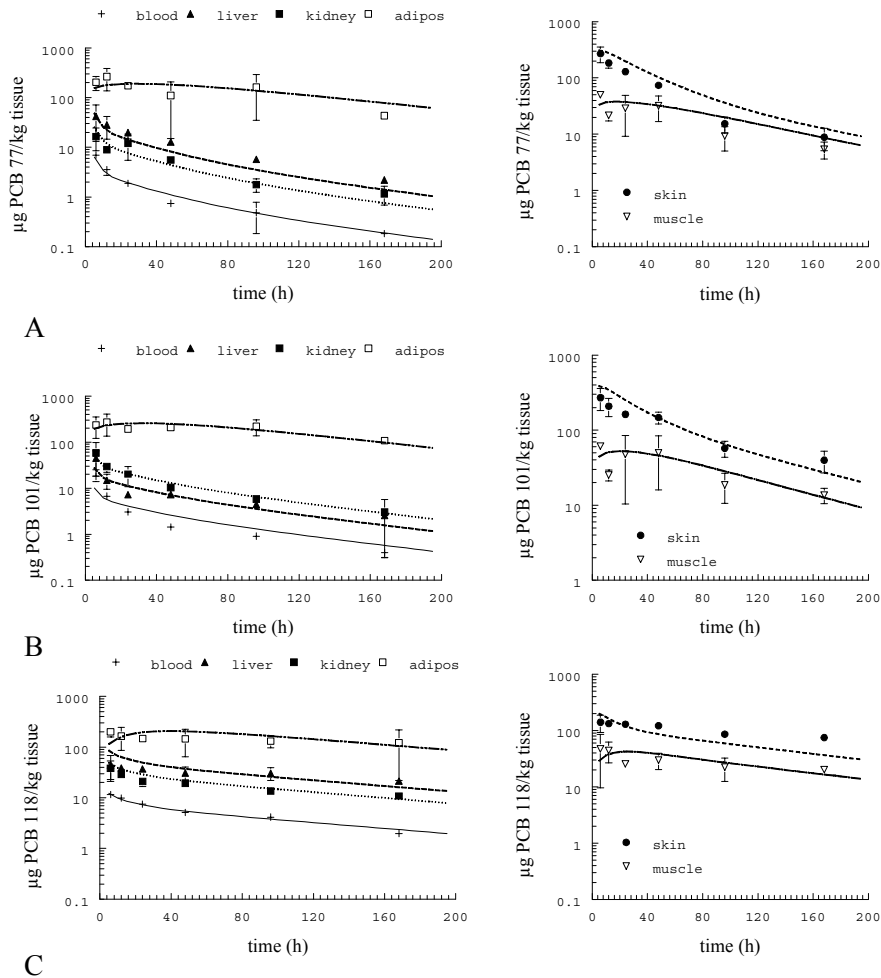 blood liver kidney adipos
µg PCB 77/kg tissue
1000
100
10
1
0.1
0 40 80 120 160 200
time (h)
µg PCB 77/kg tissue
1000
100
10
1
0.1
skin
muscle
0 40 80 120 160 200
time (h)
A
blood liver kidney adipos
µg PCB 101/kg tissue
1000
100
10
1
0.1
0 40 80 120 160 200
time (h)
µg PCB 101/kg tissue
1000
100
10
1
skin
muscle
0 40 80 120 160 200
time (h)
B
blood liver kidney adipos
µg PCB 118/kg tissue
1000
100
10
1
0.1
0 40 80 120 160 200
time (h)
µg PCB 118/kg tissue
1000
100
10
1
0.1
skin
muscle
0 40 80 120 160 200
time (h)
C